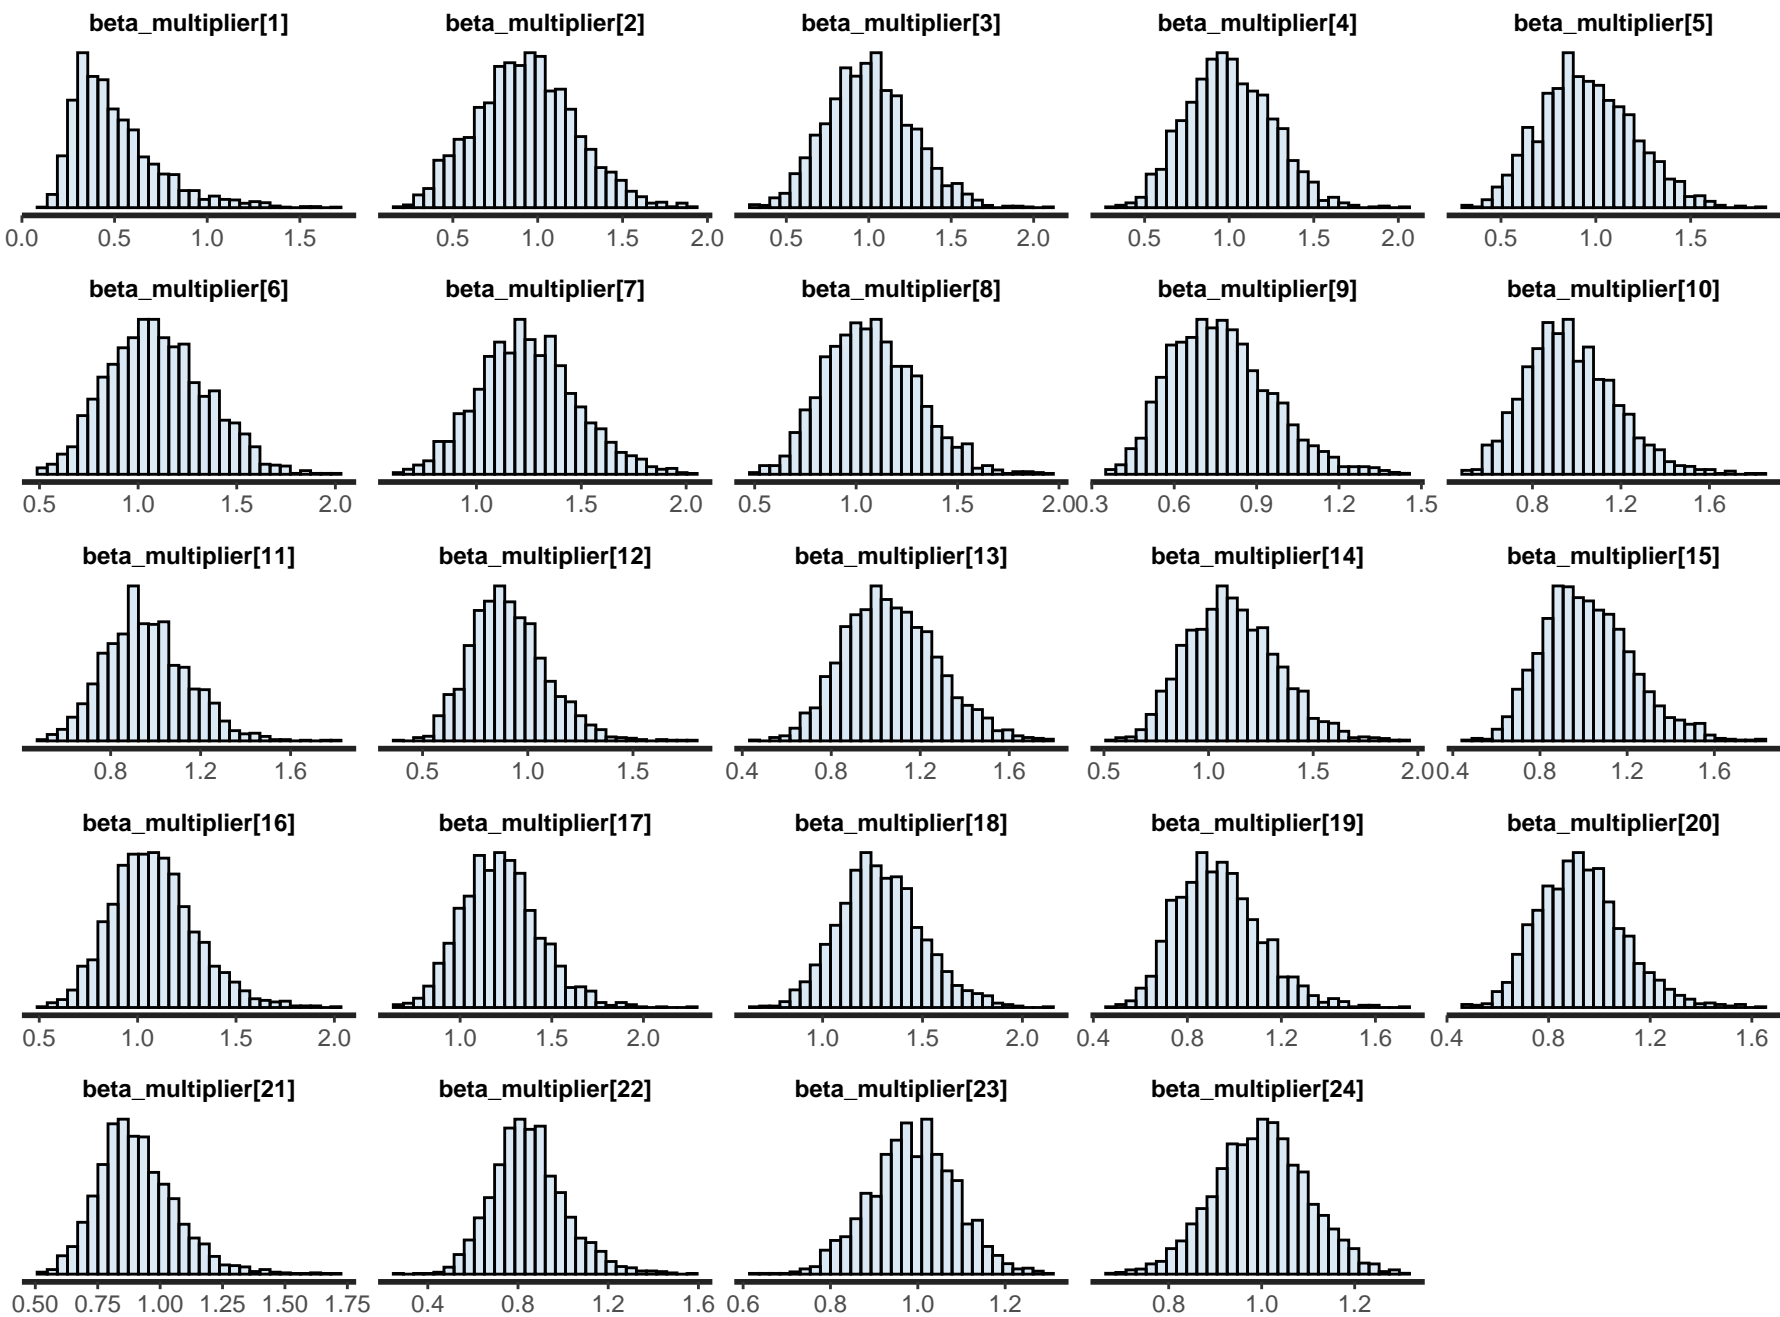 beta_multiplier[1] beta_multiplier[2] beta_multiplier[3] beta_multiplier[4] beta_multiplier[5]
0.0 0.5 1.0 1.5 0.5 1.0 1.5 2.0 0.5 1.0 1.5 2.0 0.5 1.0 1.5 2.0 0.5 1.0 1.5
beta_multiplier[6] beta_multiplier[7] beta_multiplier[8] beta_multiplier[9] beta_multiplier[10]
0.5 1.0 1.5 2.0 1.0 1.5 2.0 0.5 1.0 1.5 2.0 0.3 0.6 0.9 1.2 1.5 0.8 1.2 1.6
beta_multiplier[11] beta_multiplier[12] beta_multiplier[13] beta_multiplier[14] beta_multiplier[15]
0.8 1.2 1.6 0.5 1.0 1.5 0.4 0.8 1.2 1.6 0.5 1.0 1.5 2.0 0.4 0.8 1.2 1.6
beta_multiplier[16] beta_multiplier[17] beta_multiplier[18] beta_multiplier[19] beta_multiplier[20]
0.5 1.0 1.5 2.0 1.0 1.5 2.0 1.0 1.5 2.0 0.4 0.8 1.2 1.6 0.4 0.8 1.2 1.6
beta_multiplier[21] beta_multiplier[22] beta_multiplier[23] beta_multiplier[24]
0.50 0.75 1.00 1.25 1.50 1.75 0.4 0.8 1.2 1.6 0.6 0.8 1.0 1.2 0.8 1.0 1.2